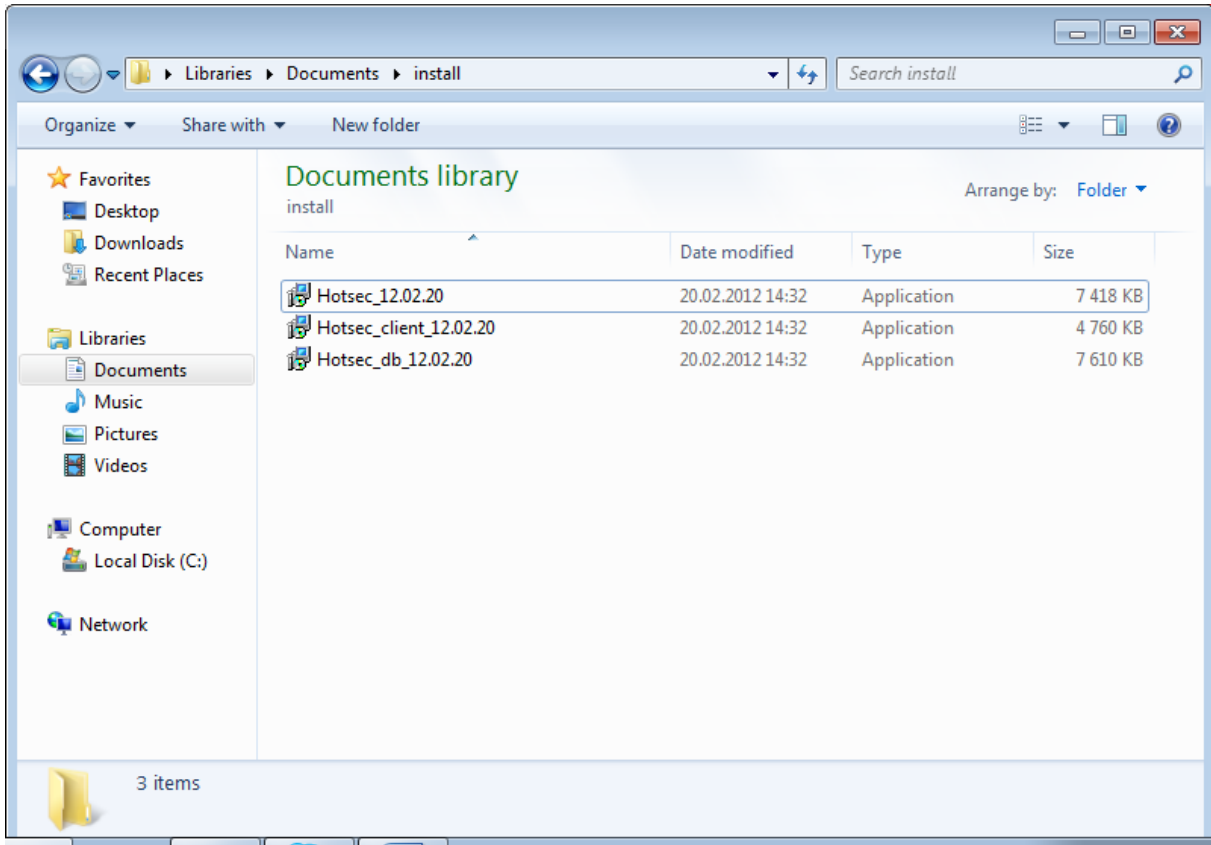 Libraries Documents install Search install
Organize Share with New folder
Favorites
Desktop
Downloads
Recent Places
Libraries
Documents
Music
Pictures
Videos
Computer
Local Disk (C:)
Network
Documents library
install
Arrange by: Folder
Name Date modified Type Size
Hotsec_12.02.20 20.02.2012 14:32 Application 7 418 KB
Hotsec_client_12.02.20 20.02.2012 14:32 Application 4 760 KB
Hotsec_db_12.02.20 20.02.2012 14:32 Application 7 610 KB
3 items